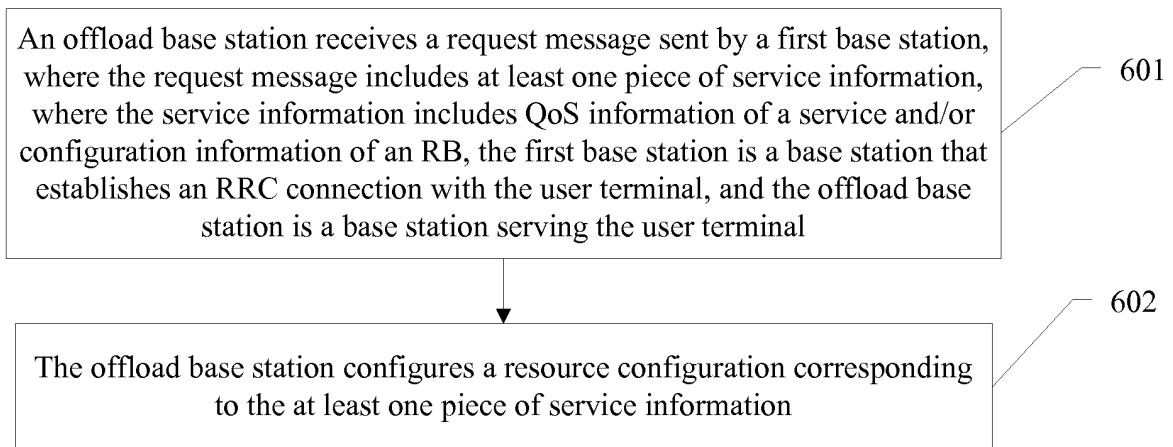 An offload base station receives a request message sent by a first base station,
where the request message includes at least one piece of service information,
where the service information includes QoS information of a service and/or
configuration information of an RB, the first base station is a base station that
establishes an RRC connection with the user terminal, and the offload base
station is a base station serving the user terminal
601
The offload base station configures a resource configuration corresponding
to the at least one piece of service information
602